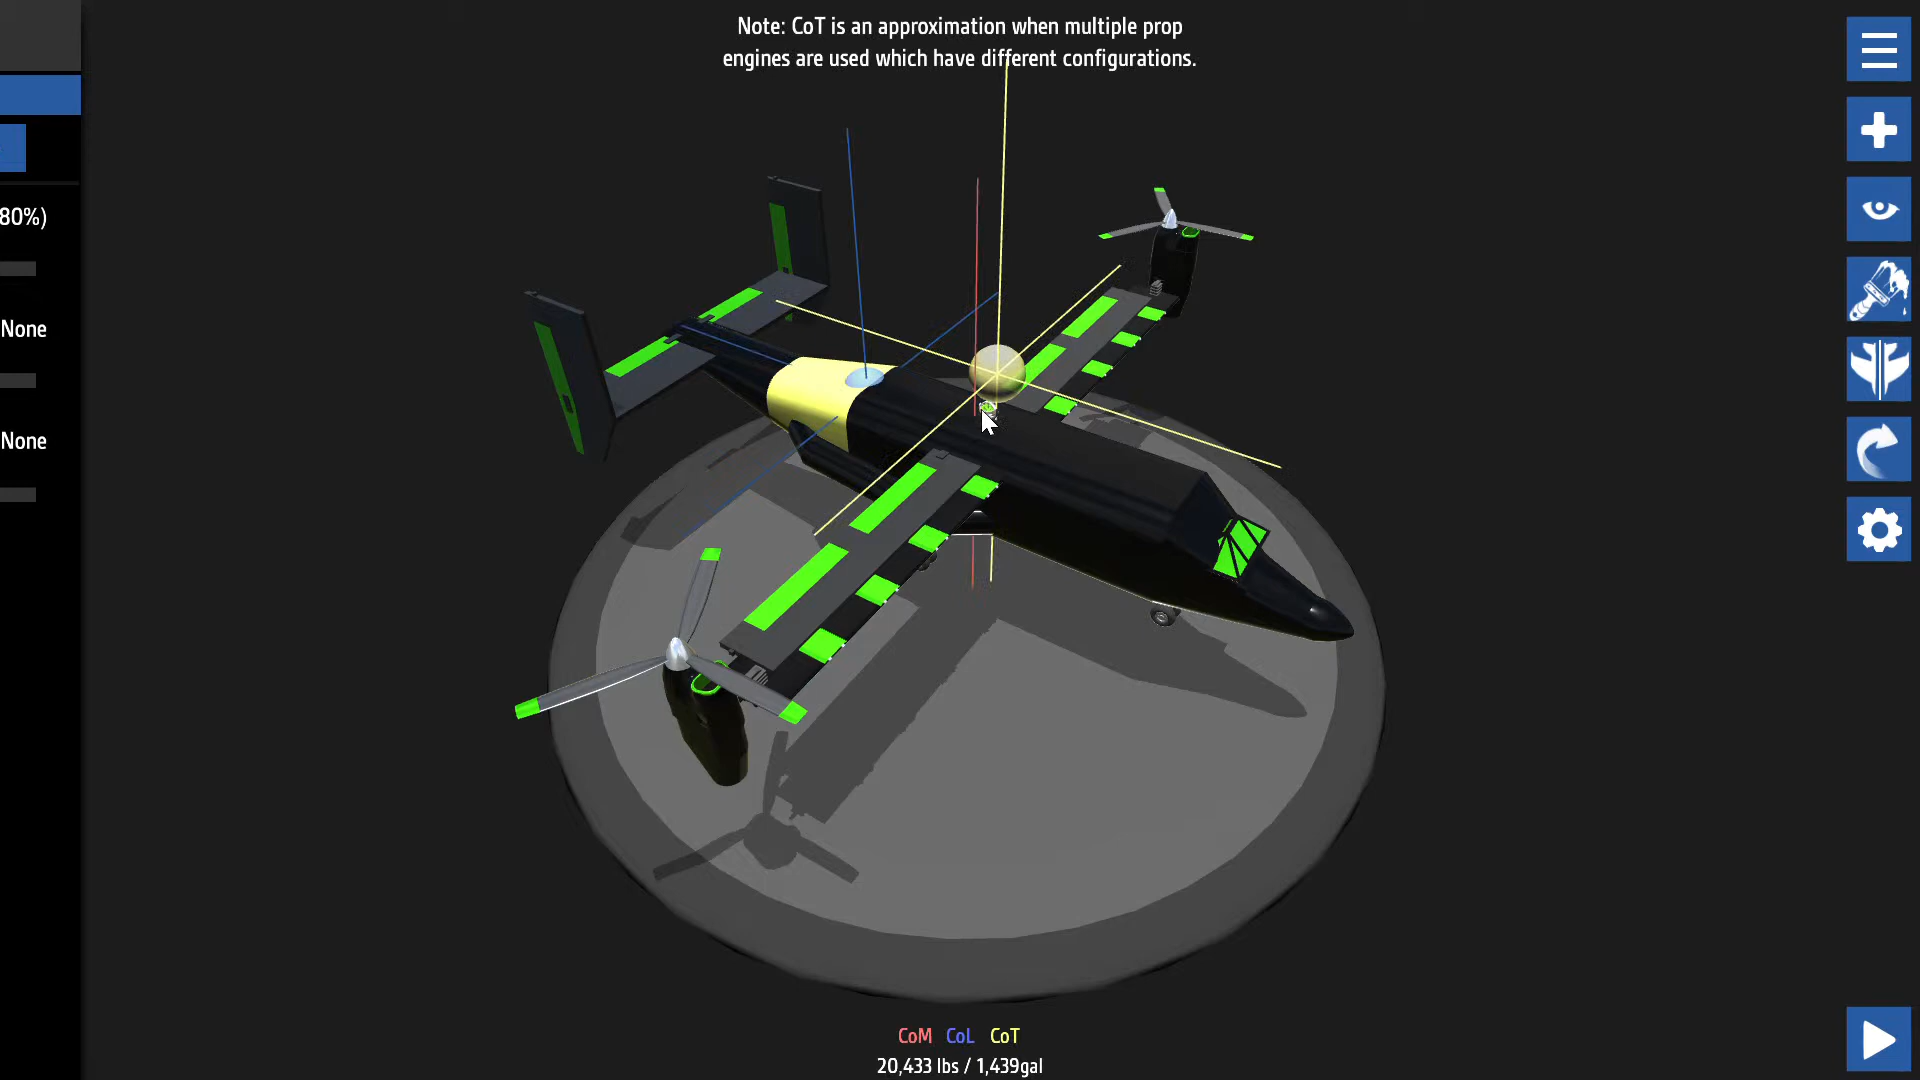 Note: CoT is an approximation when multiple prop
engines are used which have different configurations.
80%)
None
None
CoM CoL CoT
20,433 lbs / 1,439gal